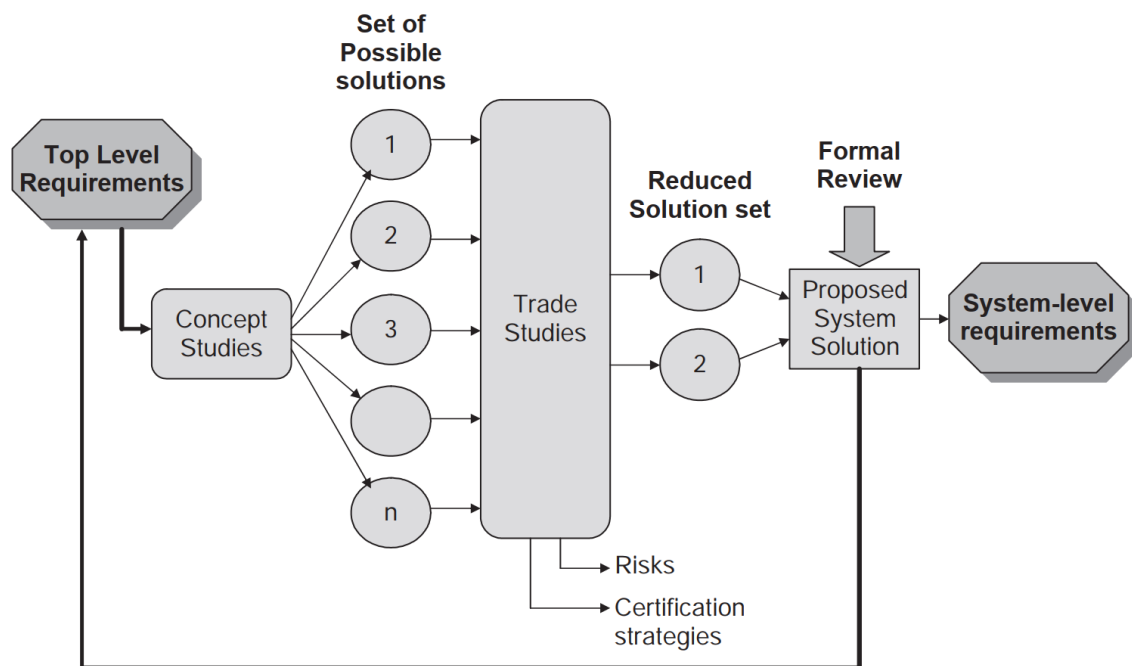 Set of
Possible
solutions
Top Level
Requirements
Concept
Studies
1
2
3
n
Trade
Studies
Risks
Certification
strategies
Reduced
Solution set
1
2
Formal
Review
Proposed
System
Solution
System-level
requirements